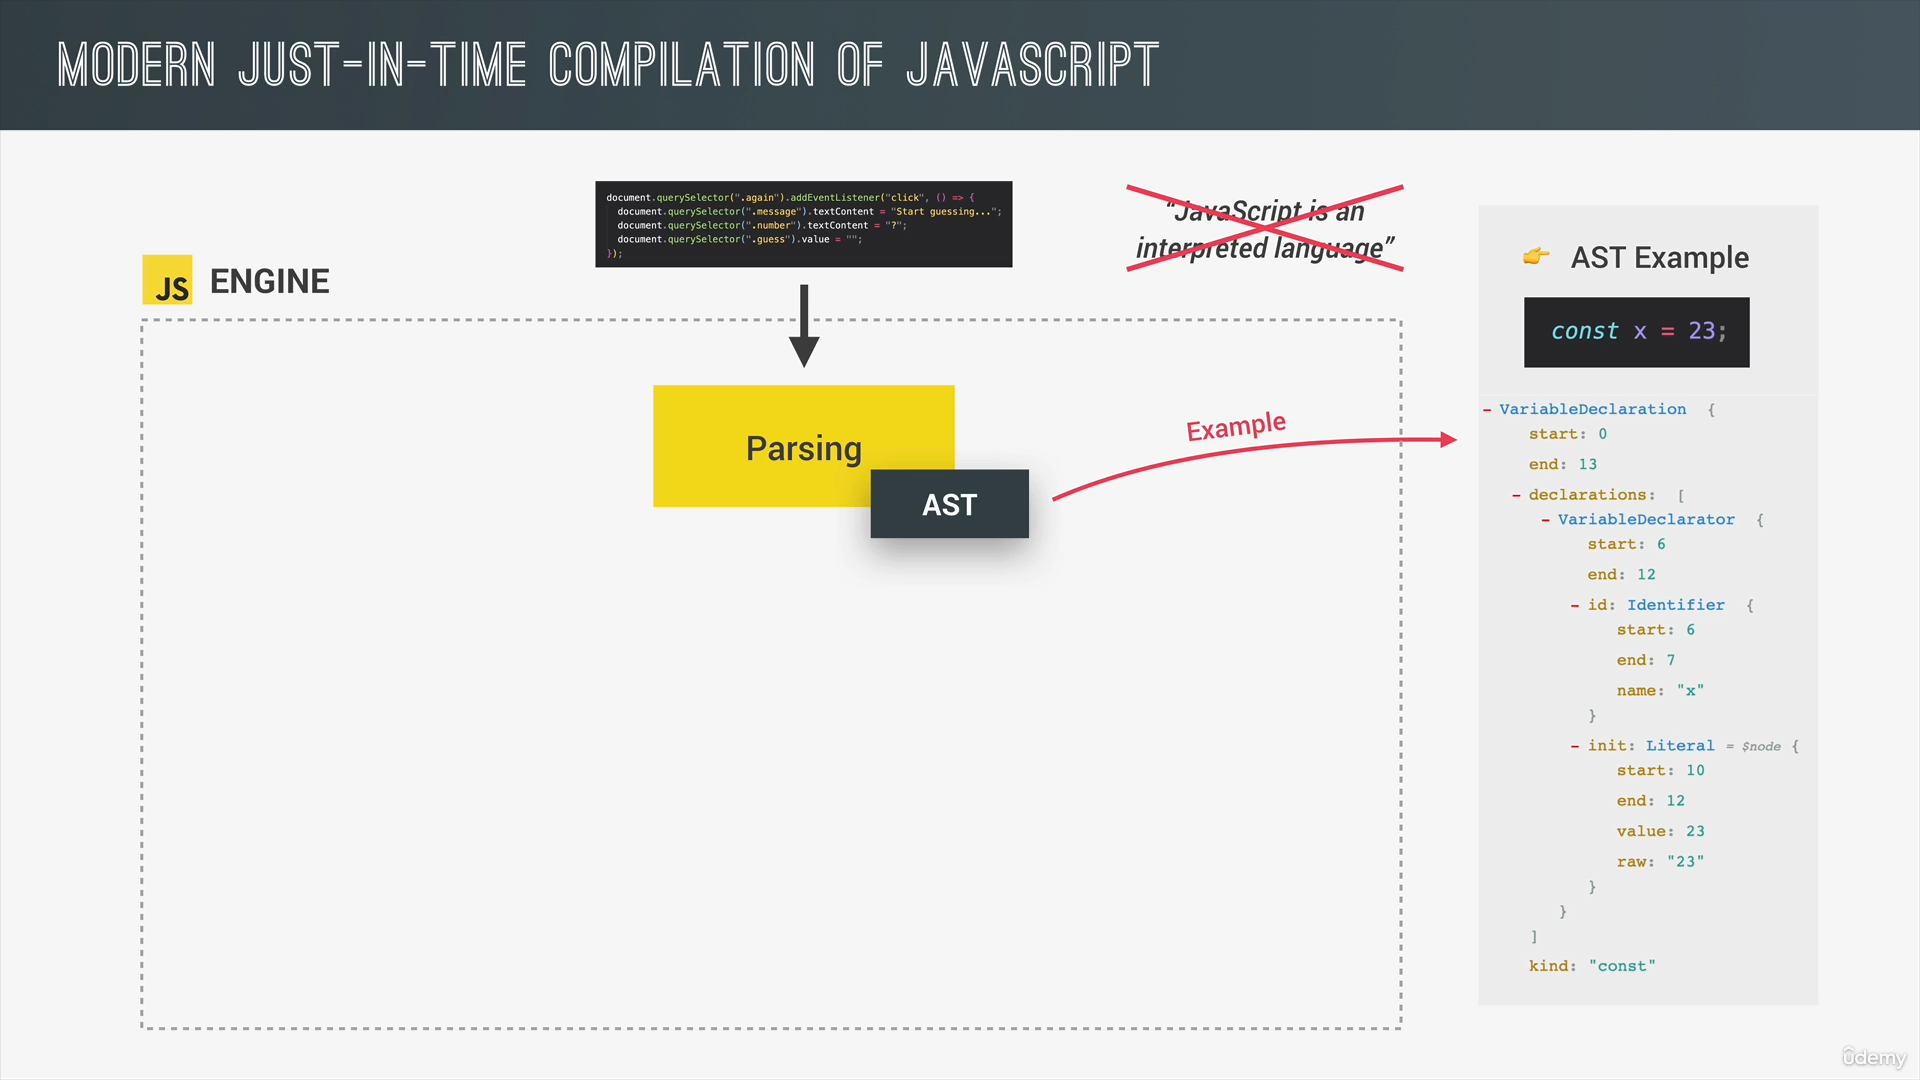 MODERN JUST-IN-TIME COMPILATION OF JAVASCRIPT
document.querySelector(".again").addEventListener("click", () => {
document.querySelector(".message").textContent = "Start guessing...";
document.querySelector(".number").textContent = "?";
document.querySelector(".guess").value = "";
});
“JavaScript is an
interpreted language”
JS ENGINE
Parsing
AST
Example
👉 AST Example
const x = 23;
- VariableDeclaration {
start: 0
end: 13
- declarations: [
- VariableDeclarator {
start: 6
end: 12
- id: Identifier {
start: 6
end: 7
name: "x"
}
- init: Literal = $node {
start: 10
end: 12
value: 23
raw: "23"
}
}
]
kind: "const"
ûdemy